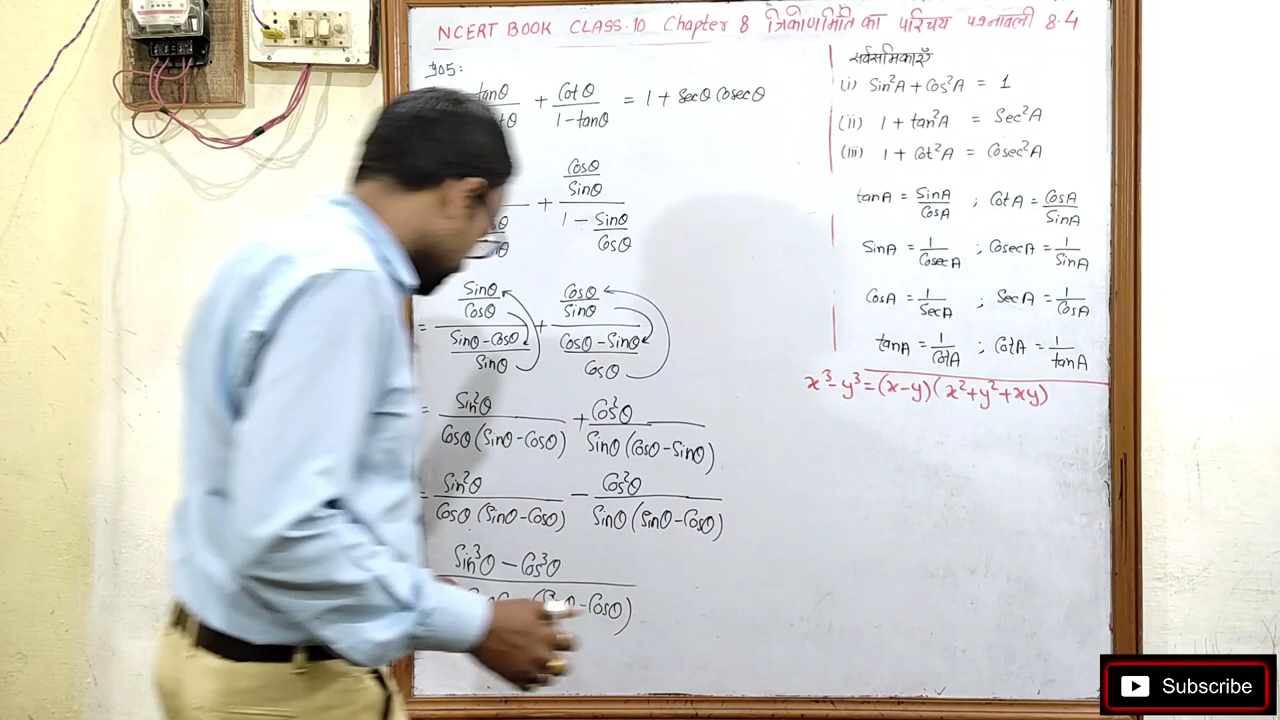 NCERT BOOK CLASS-10 Chapter 8 त्रिकोणमिति का परिचय प्रश्नावली 8.4
tanθ + Cotθ/(1-tanθ) = 1 + Secθ Cosecθ
+ (Cosθ/Sinθ)/(1 - Sinθ/Cosθ)
= (Sinθ/Cosθ)/((Sinθ-Cosθ)/Sinθ) + (Cosθ/Sinθ)/((Cosθ-Sinθ)/Cosθ)
= Sin²θ/(Cosθ(Sinθ-Cosθ)) + Cos²θ/(Sinθ(Cosθ-Sinθ))
= Sin²θ/(Cosθ(Sinθ-Cosθ)) - Cos²θ/(Sinθ(Sinθ-Cosθ))
Sin³θ - Cos³θ
-Cosθ)
सर्वसमिकाएँ
(i) Sin²A + Cos²A = 1
(ii) 1 + tan²A = Sec²A
(iii) 1 + Cot²A = Cosec²A
tanA = SinA/CosA ; CotA = CosA/SinA
SinA = 1/CosecA ; CosecA = 1/SinA
CosA = 1/SecA ; SecA = 1/CosA
tanA = 1/CotA ; CotA = 1/tanA
x³-y³=(x-y)(x²+y²+xy)
Subscribe